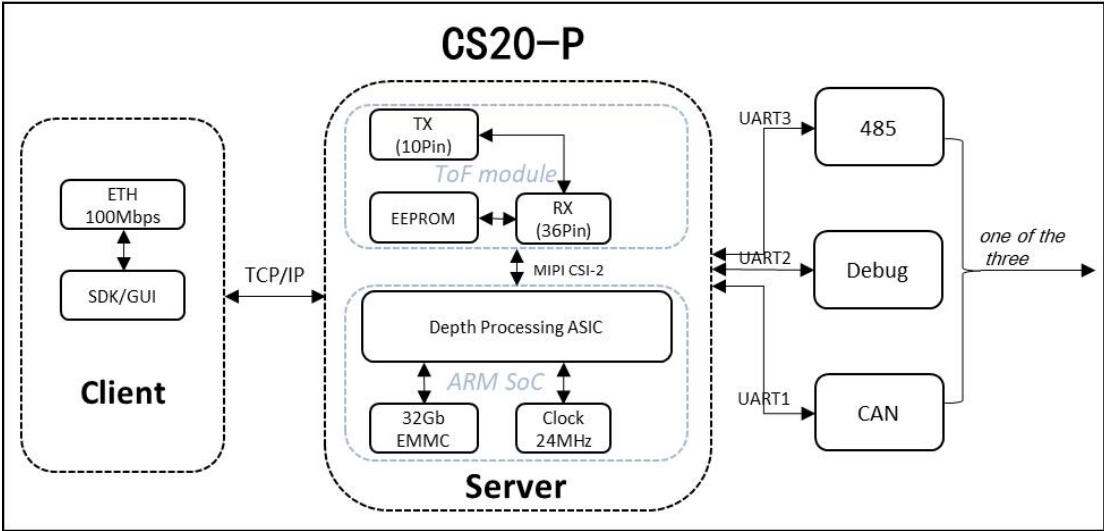 CS20-P
ETH
100Mbps
SDK/GUI
Client
TCP/IP
TX
(10Pin)
ToF module
EEPROM
RX
(36Pin)
MIPI CSI-2
Depth Processing ASIC
ARM SoC
32Gb
EMMC
Clock
24MHz
Server
UART3
485
UART2
Debug
UART1
CAN
one of the
three